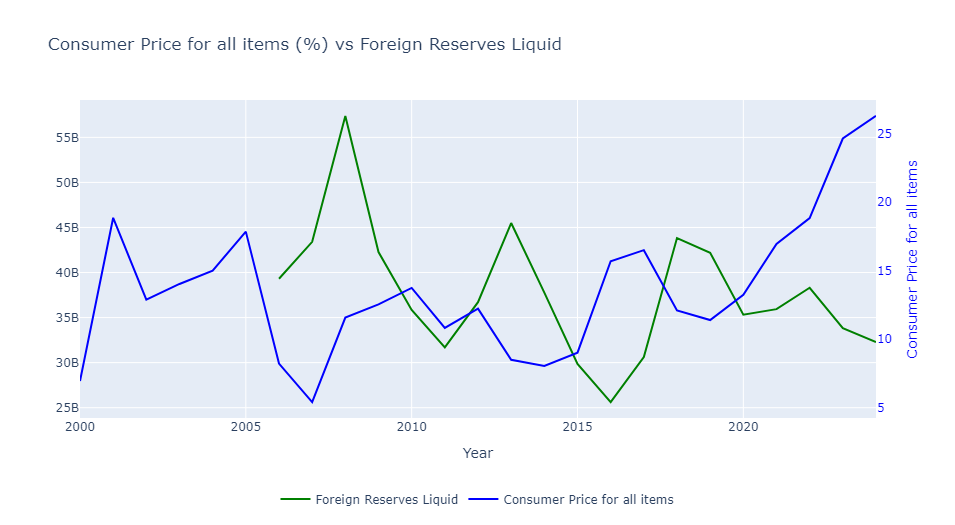 Consumer Price for all items (%) vs Foreign Reserves Liquid
55B
50B
45B
40B
35B
30B
25B
25
20
15
10
5
Consumer Price for all items
2000
2005
2010
2015
2020
Year
Foreign Reserves Liquid
Consumer Price for all items